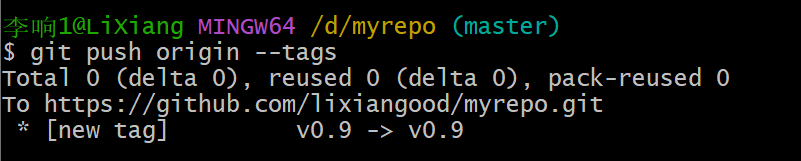 李响1@LiXiang MINGW64 /d/myrepo (master)
$ git push origin --tags
Total 0 (delta 0), reused 0 (delta 0), pack-reused 0
To https://github.com/lixiangood/myrepo.git
 * [new tag]         v0.9 -> v0.9